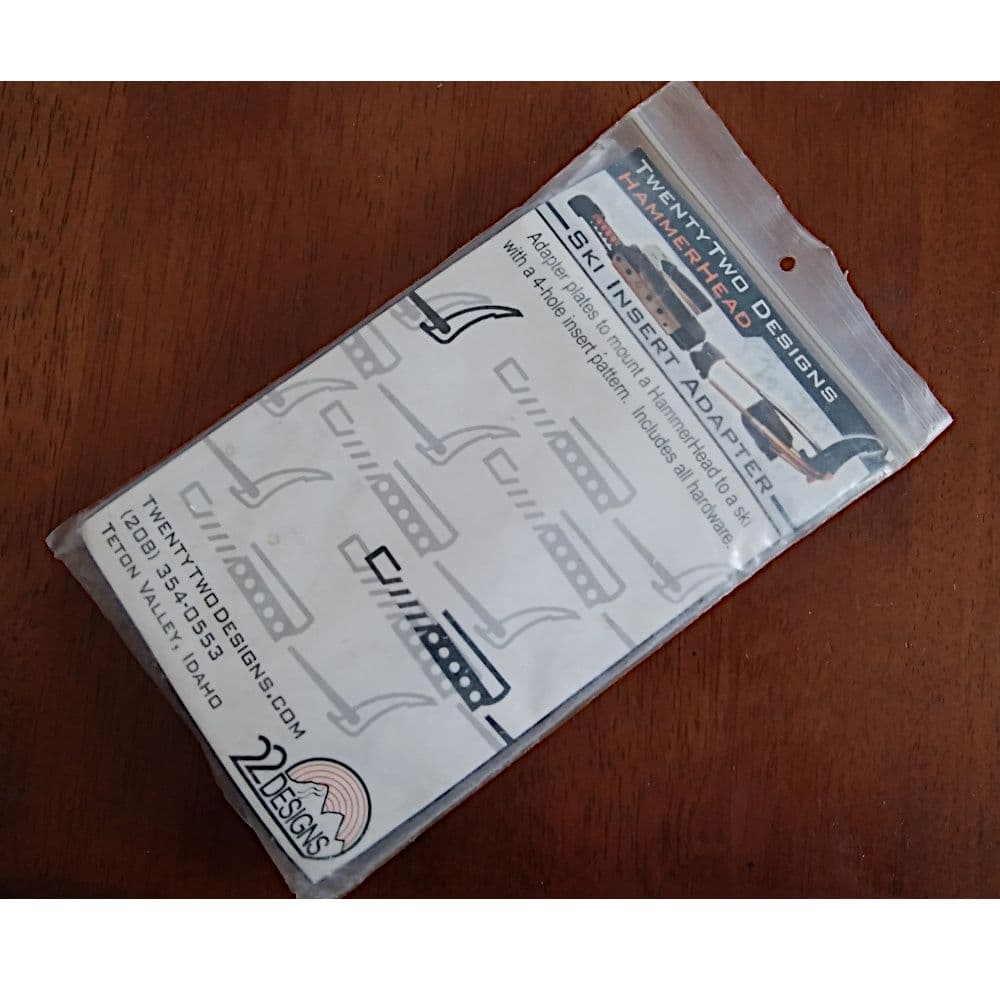 TWENTYTWO DESIGNS
HAMMERHEAD
SKI INSERT ADAPTER
Adapter plates to mount a HammerHead to a ski
with a 4-hole insert pattern. Includes all hardware.
TWENTYTWODESIGNS.COM
(208) 354-0553
TETON VALLEY, IDAHO
22 DESIGNS